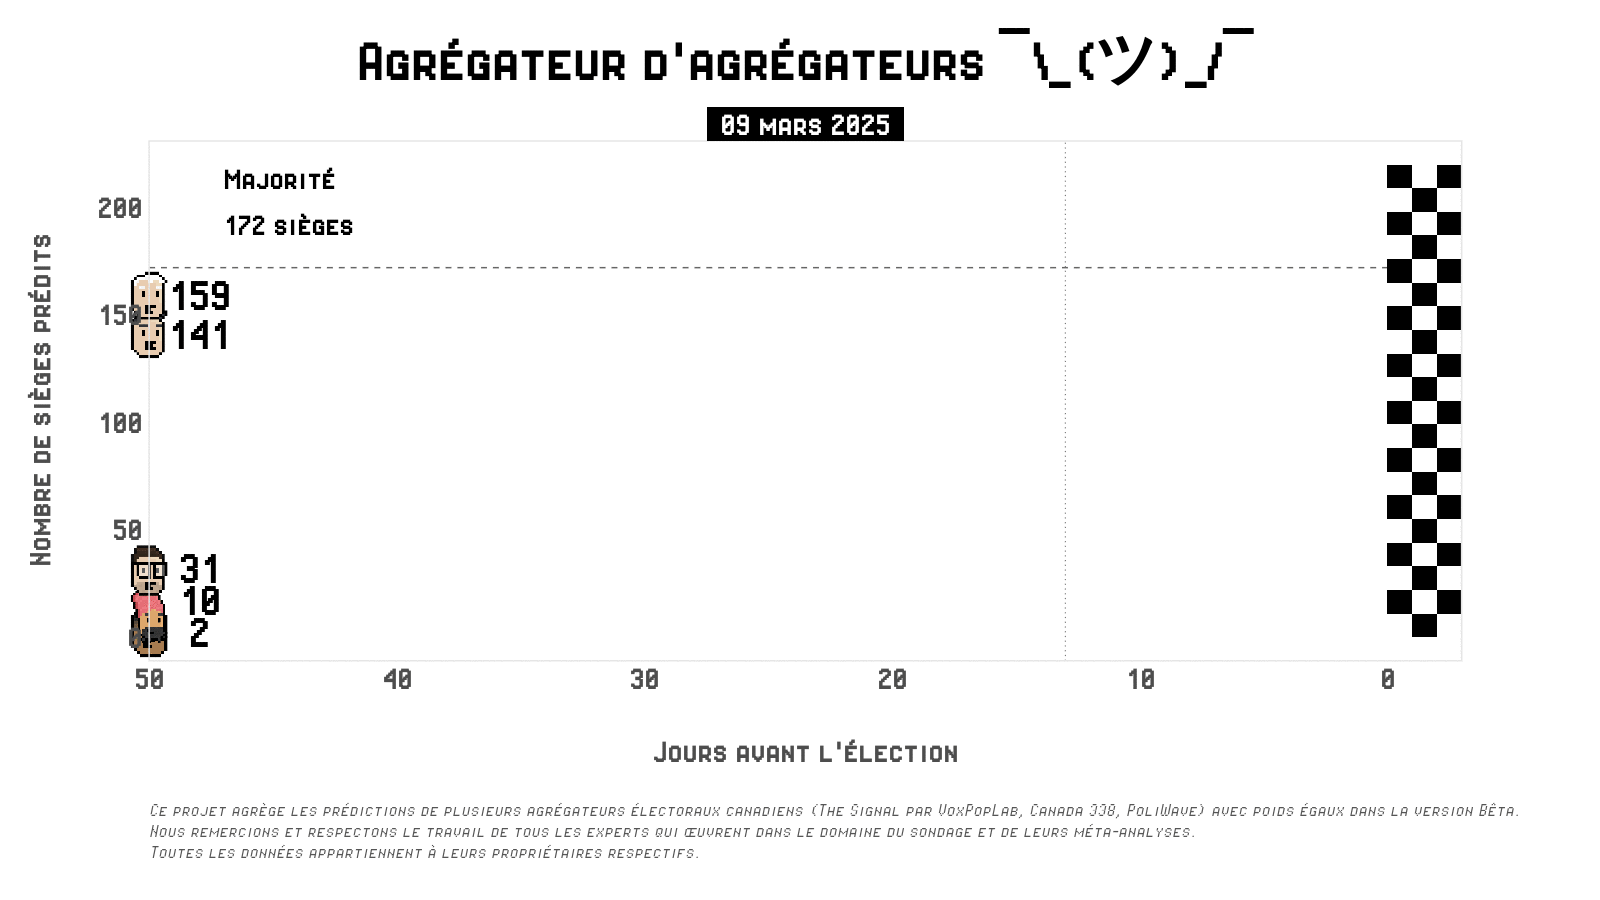 Agrégateur d'agrégateurs ¯\_(ツ)_/¯
09 mars 2025
Majorité
172 sièges
200
150
100
50
159
141
31
10
2
Nombre de sièges prédits
50 40 30 20 10 0
Jours avant l'élection
Ce projet agrège les prédictions de plusieurs agrégateurs électoraux canadiens (The Signal par VoxPopLab, Canada 338, PoliWave) avec poids égaux dans la version Bêta.
Nous remercions et respectons le travail de tous les experts qui œuvrent dans le domaine du sondage et de leurs méta-analyses.
Toutes les données appartiennent à leurs propriétaires respectifs.